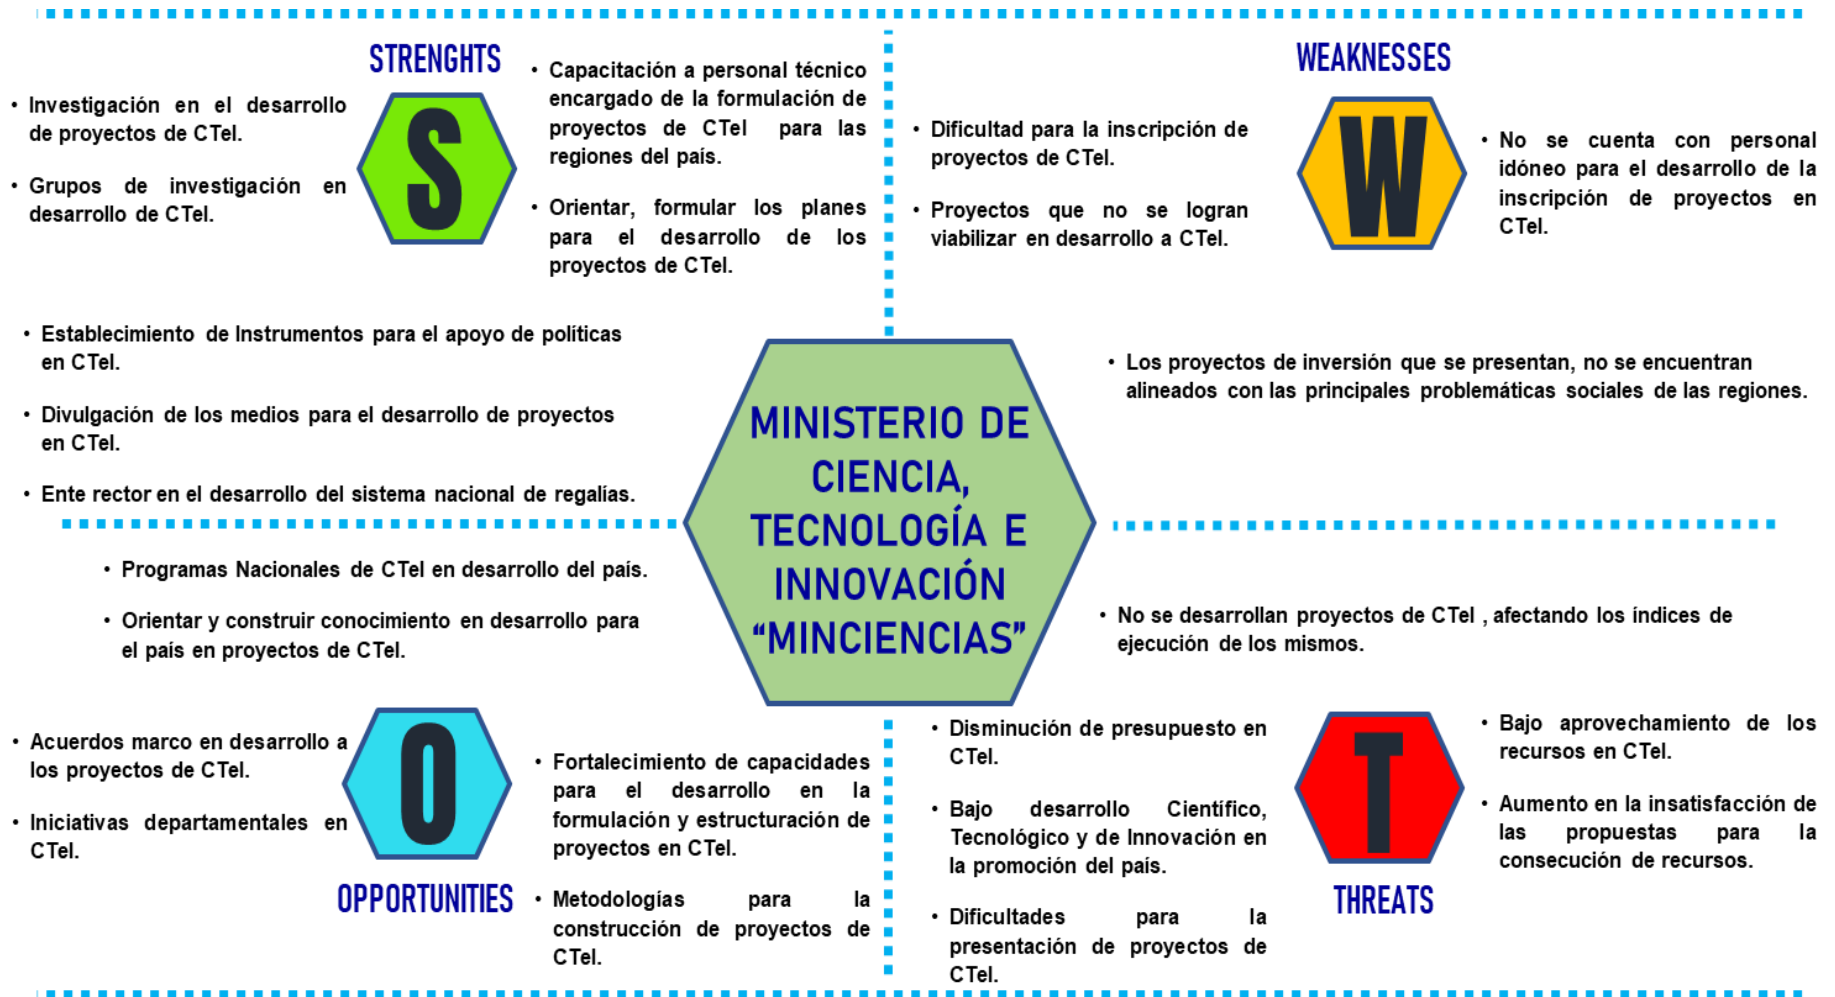 STRENGHTS
• Investigación en el desarrollo
de proyectos de CTeI.
• Grupos de investigación en
desarrollo de CTeI.
S
• Capacitación a personal técnico
encargado de la formulación de
proyectos de CTeI para las
regiones del país.
• Orientar, formular los planes
para el desarrollo de los
proyectos de CTeI.
• Establecimiento de Instrumentos para el apoyo de políticas
en CTeI.
• Divulgación de los medios para el desarrollo de proyectos
en CTeI.
• Ente rector en el desarrollo del sistema nacional de regalías.
WEAKNESSES
• Dificultad para la inscripción de
proyectos de CTeI.
• Proyectos que no se logran
viabilizar en desarrollo a CTeI.
W
• No se cuenta con personal
idóneo para el desarrollo de la
inscripción de proyectos en
CTeI.
• Los proyectos de inversión que se presentan, no se encuentran
alineados con las principales problemáticas sociales de las regiones.
MINISTERIO DE
CIENCIA,
TECNOLOGÍA E
INNOVACIÓN
“MINCIENCIAS”
• Programas Nacionales de CTeI en desarrollo del país.
• Orientar y construir conocimiento en desarrollo para
el país en proyectos de CTeI.
• Acuerdos marco en desarrollo a
los proyectos de CTeI.
• Iniciativas departamentales en
CTeI.
O
OPPORTUNITIES
• Fortalecimiento de capacidades
para el desarrollo en la
formulación y estructuración de
proyectos en CTeI.
• Metodologías para la
construcción de proyectos de
CTeI.
• No se desarrollan proyectos de CTeI , afectando los índices de
ejecución de los mismos.
• Disminución de presupuesto en
CTeI.
• Bajo desarrollo Científico,
Tecnológico y de Innovación en
la promoción del país.
• Dificultades para la
presentación de proyectos de
CTeI.
T
THREATS
• Bajo aprovechamiento de los
recursos en CTeI.
• Aumento en la insatisfacción de
las propuestas para la
consecución de recursos.